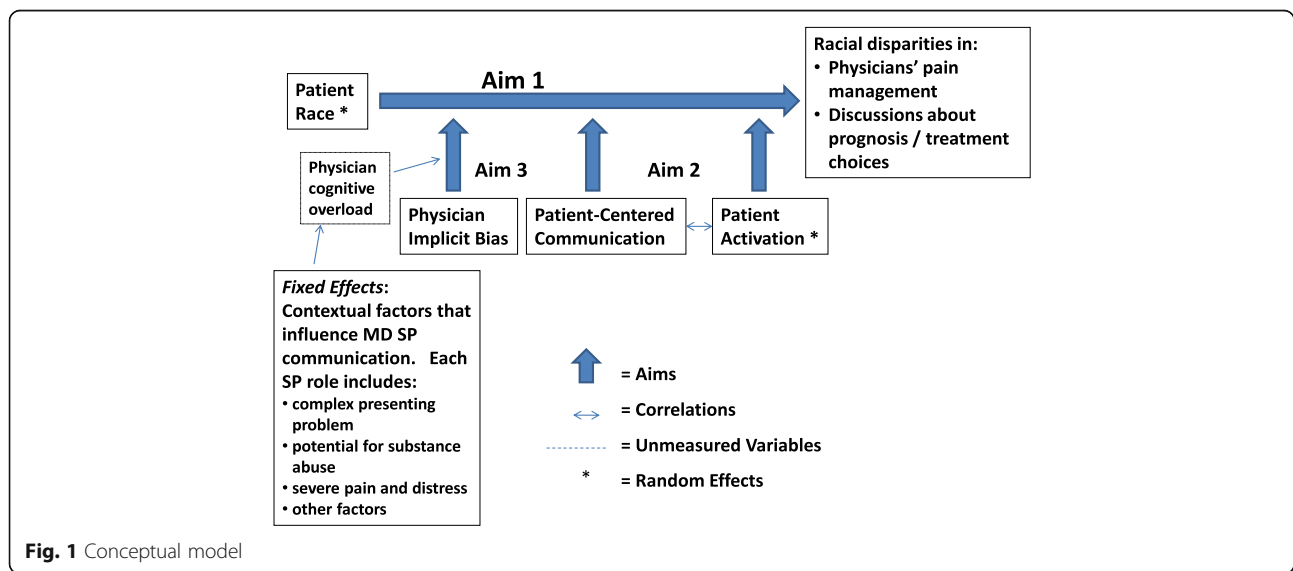 Patient
Race *
Aim 1
Racial disparities in:
• Physicians' pain
management
• Discussions about
prognosis / treatment
choices
Physician
cognitive
overload
Aim 3
Aim 2
Physician
Implicit Bias
Patient-Centered
Communication
Patient
Activation *
Fixed Effects:
Contextual factors that
influence MD SP
communication. Each
SP role includes:
• complex presenting
problem
• potential for substance
abuse
• severe pain and distress
• other factors
= Aims
= Correlations
= Unmeasured Variables
* = Random Effects
Fig. 1 Conceptual model